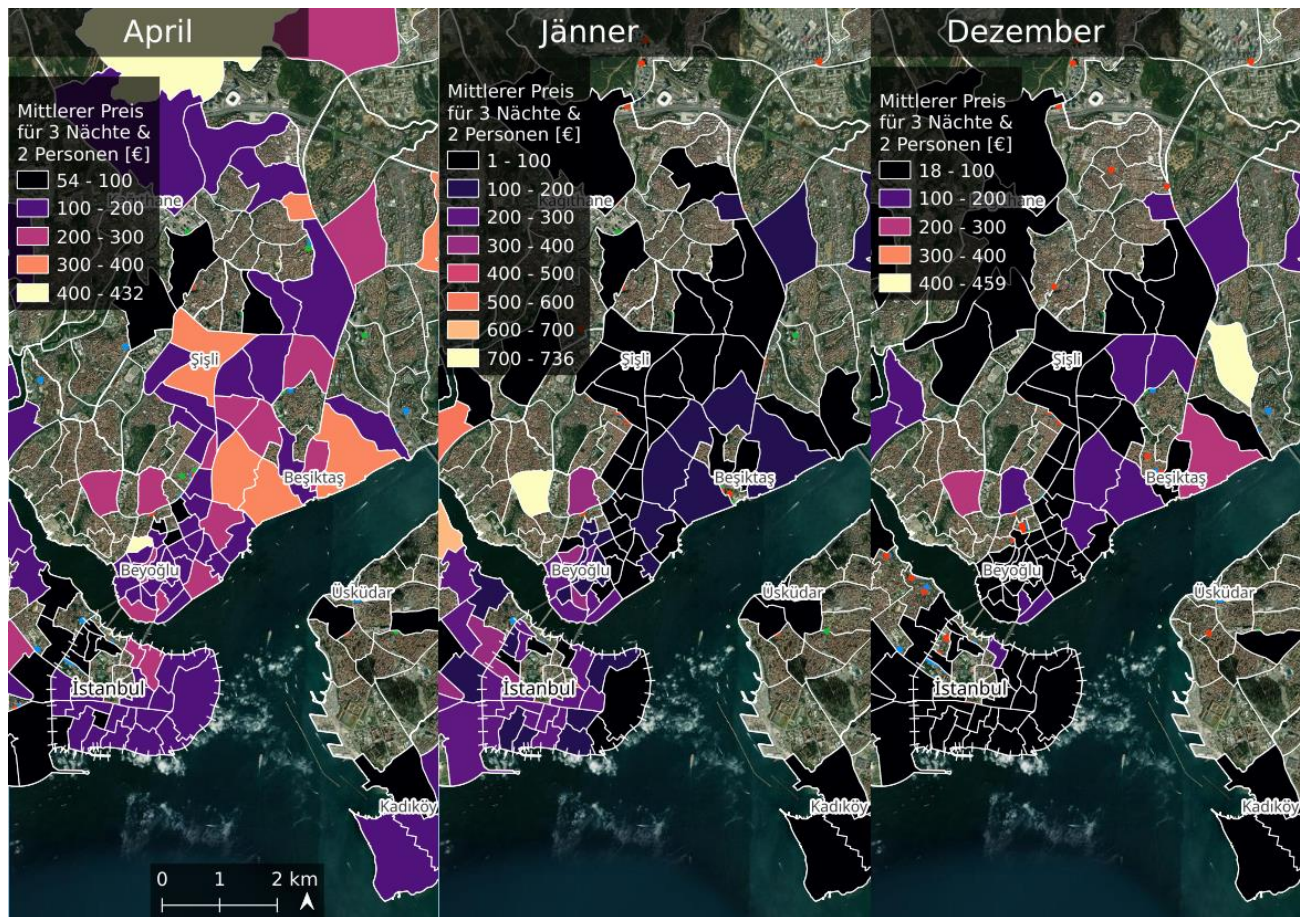 April
Mittlerer Preis
für 3 Nächte &
2 Personen [€]
54 - 100
100 - 200
200 - 300
300 - 400
400 - 432
Şişli
Beşiktaş
Beyoğlu
Üsküdar
İstanbul
Kadıköy
0 1 2 km
Jänner
Mittlerer Preis
für 3 Nächte &
2 Personen [€]
1 - 100
100 - 200
200 - 300
300 - 400
400 - 500
500 - 600
600 - 700
700 - 736
Kağıthane
Şişli
Beşiktaş
Beyoğlu
Üsküdar
İstanbul
Kadıköy
Dezember
Mittlerer Preis
für 3 Nächte &
2 Personen [€]
18 - 100
100 - 200
200 - 300
300 - 400
400 - 459
Şişli
Beşiktaş
Beyoğlu
Üsküdar
İstanbul
Kadıköy